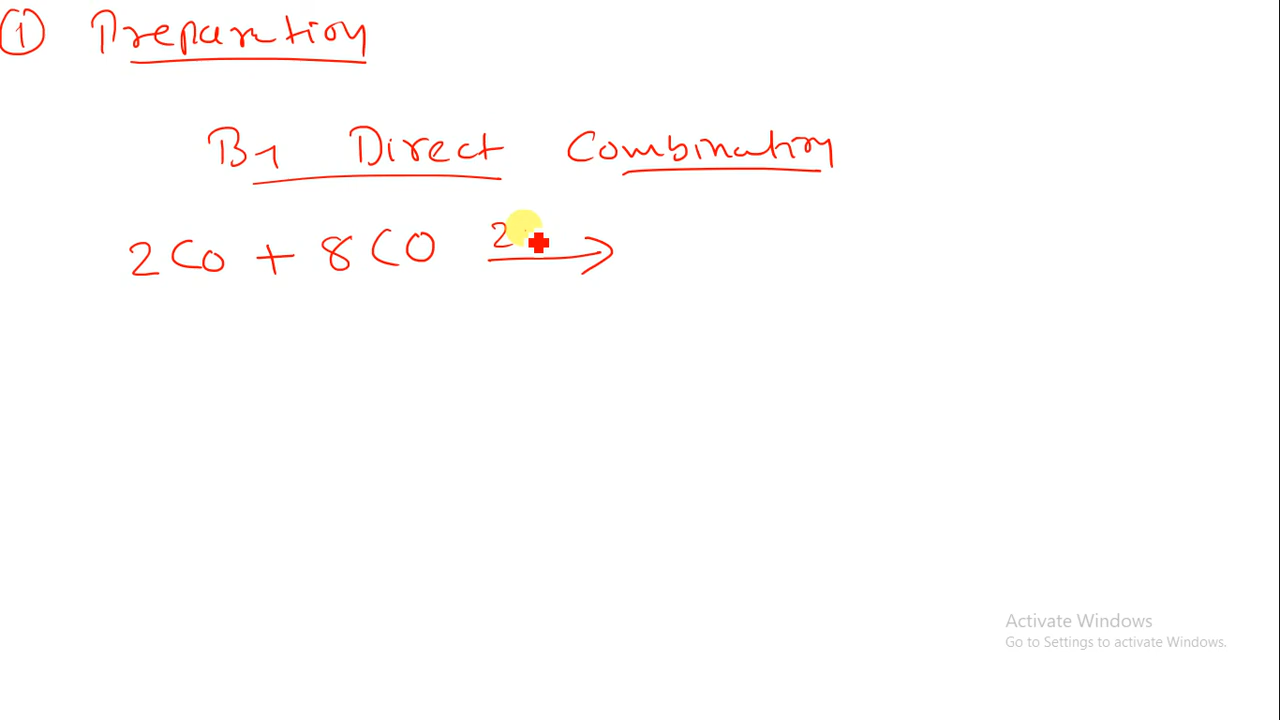 ① Preparation
By Direct Combination
2Co + 8CO 2 →
Activate Windows
Go to Settings to activate Windows.